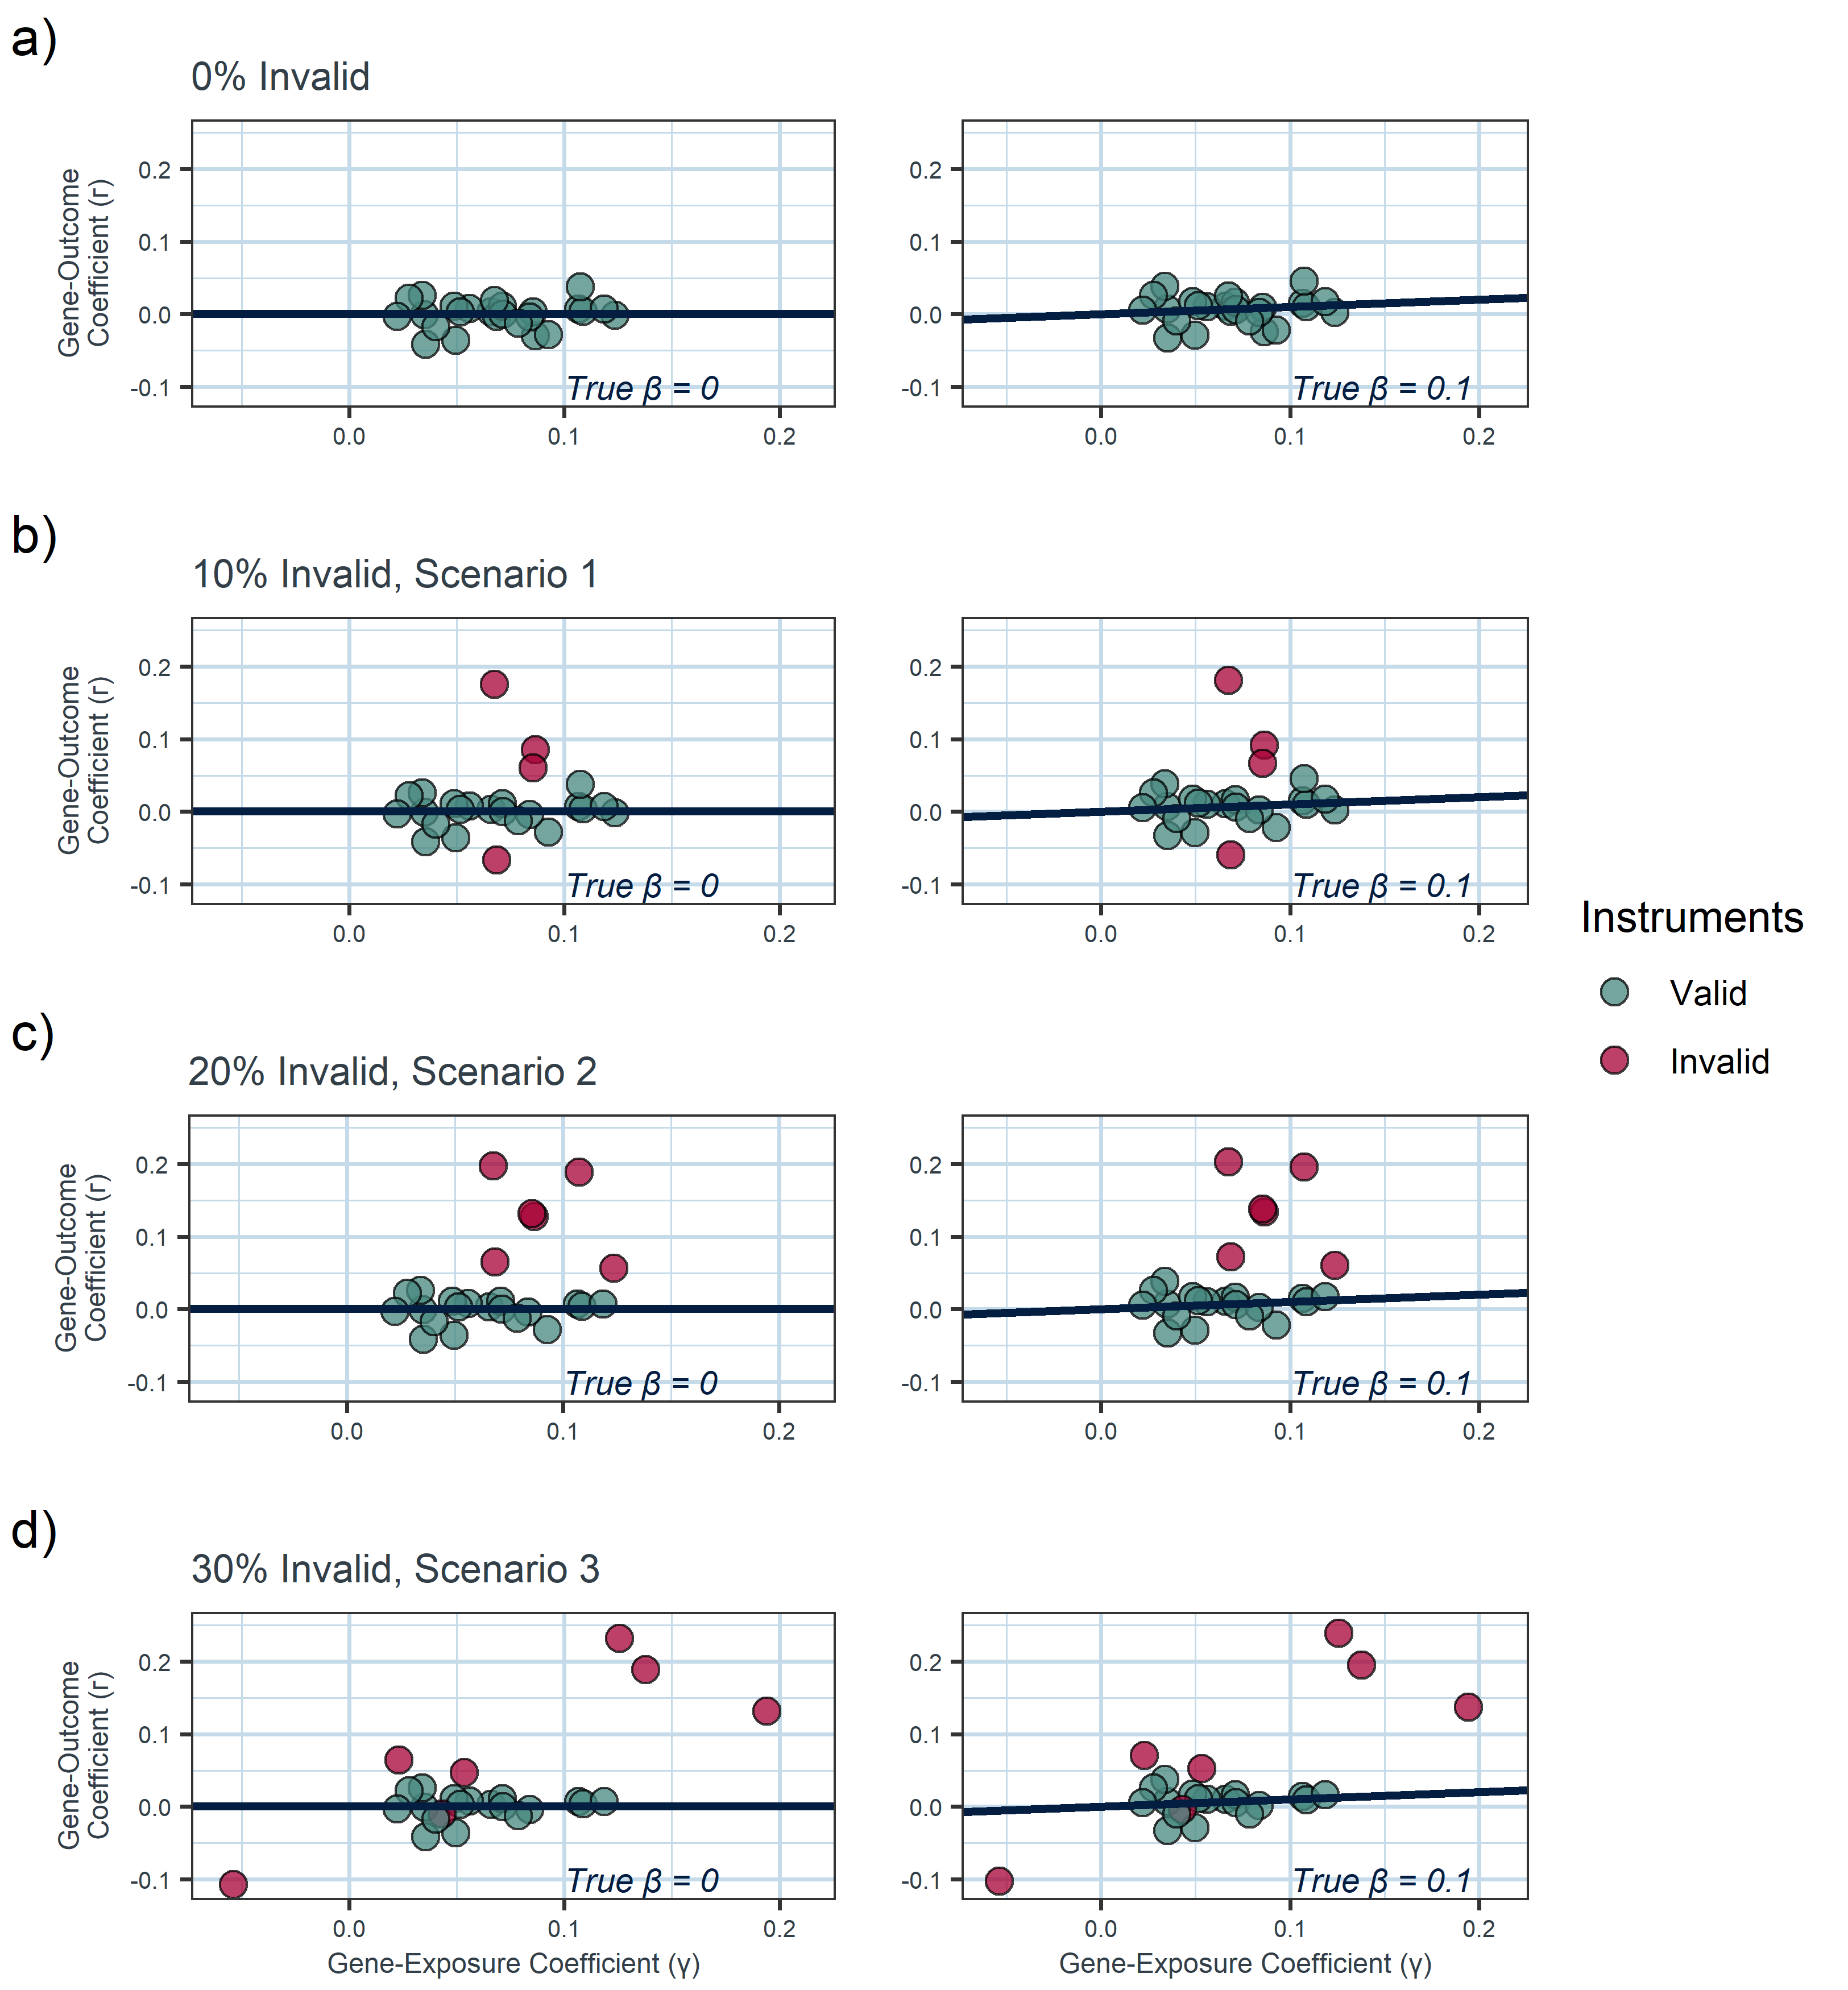 a)
0% Invalid
Gene-Outcome
Coefficient (r)
0.2
0.1
0.0
-0.1
True β = 0
0.0
0.1
0.2
0.2
0.1
0.0
-0.1
True β = 0.1
0.0
0.1
0.2
b)
10% Invalid, Scenario 1
Gene-Outcome
Coefficient (r)
0.2
0.1
0.0
-0.1
True β = 0
0.0
0.1
0.2
0.2
0.1
0.0
-0.1
True β = 0.1
0.0
0.1
0.2
Instruments
Valid
Invalid
c)
20% Invalid, Scenario 2
Gene-Outcome
Coefficient (r)
0.2
0.1
0.0
-0.1
True β = 0
0.0
0.1
0.2
0.2
0.1
0.0
-0.1
True β = 0.1
0.0
0.1
0.2
d)
30% Invalid, Scenario 3
Gene-Outcome
Coefficient (r)
0.2
0.1
0.0
-0.1
True β = 0
0.0
0.1
0.2
Gene-Exposure Coefficient (γ)
0.2
0.1
0.0
-0.1
True β = 0.1
0.0
0.1
0.2
Gene-Exposure Coefficient (γ)